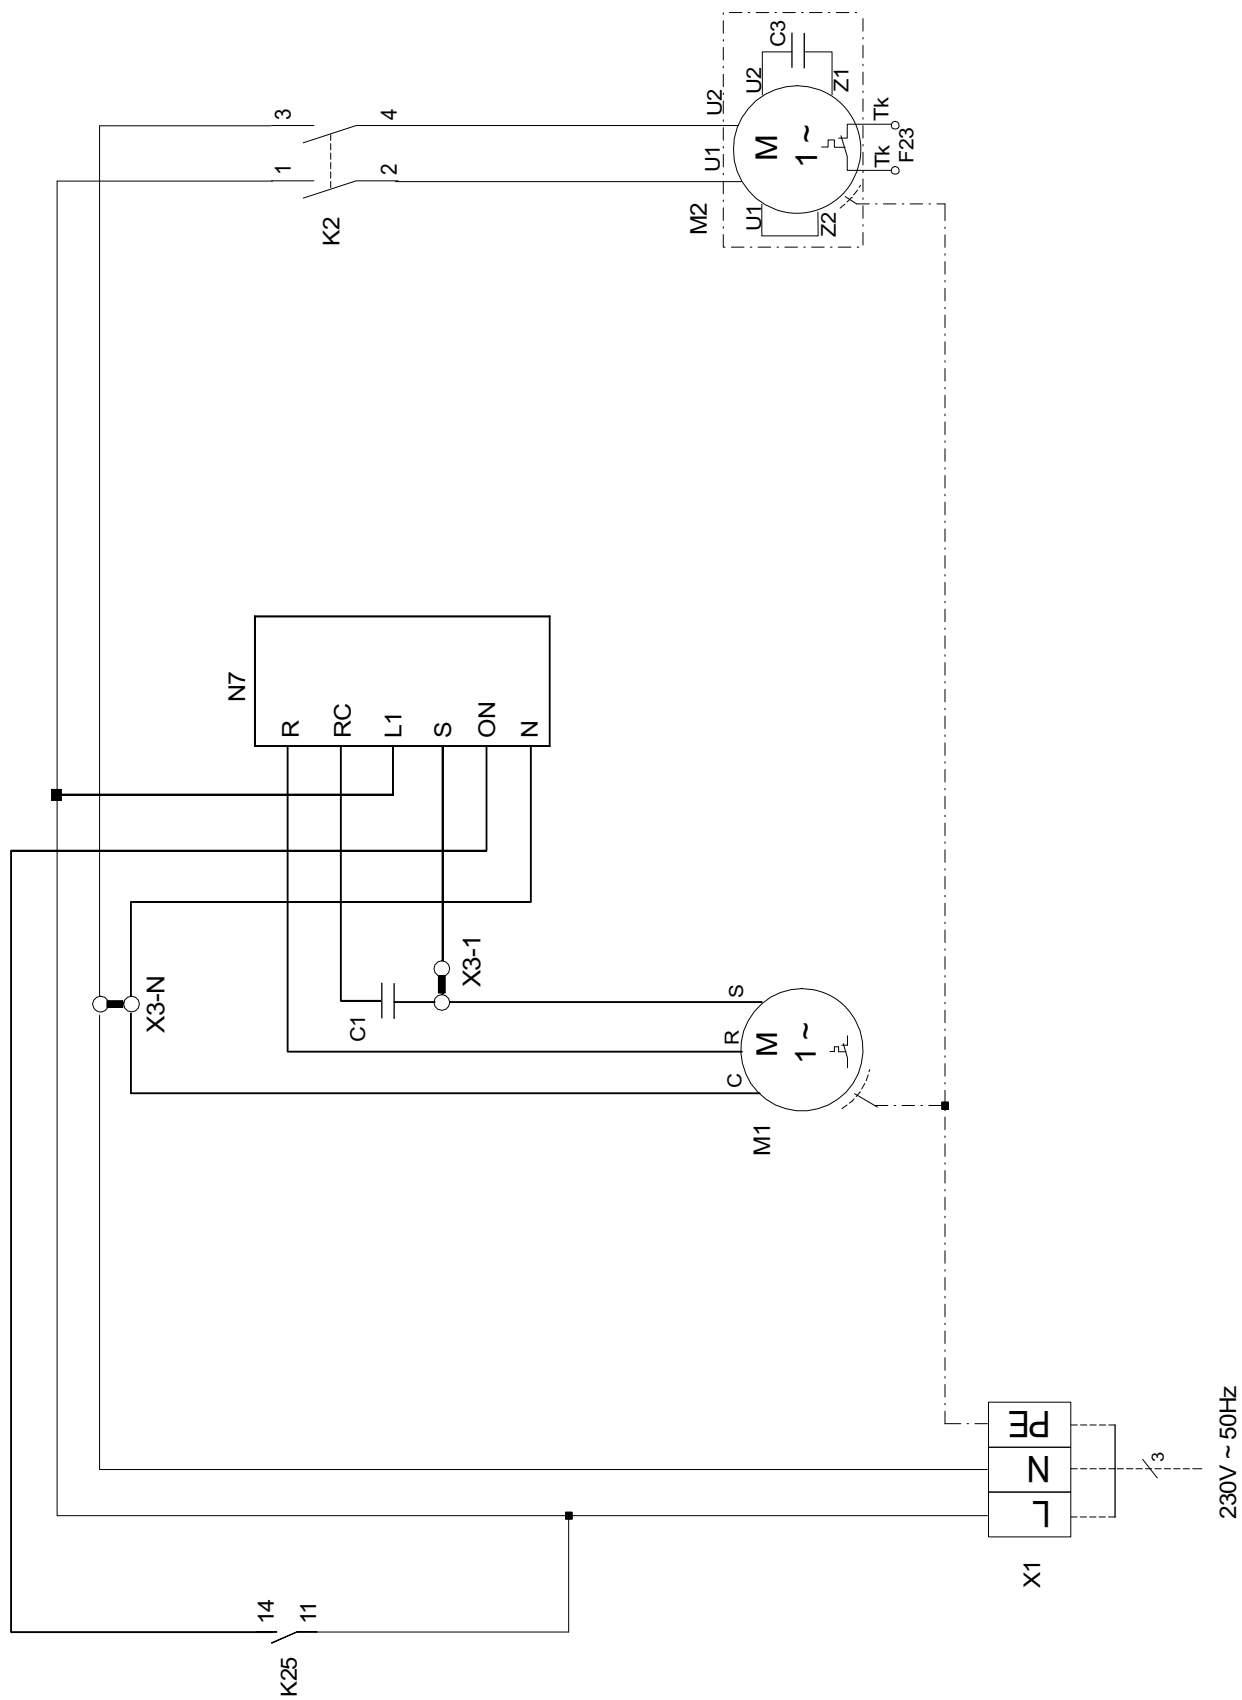 3
4
1
2
K2
C3
U2
Z1
U2
U1
M
1 ~
Tk
Tk
F23
M2
U1
Z2
N7
R
RC
L1
S
ON
N
X3-N
X3-1
C1
S
R
C
M
1 ~
M1
PE
N
L
X1
3
230V ~ 50Hz
14
11
K25